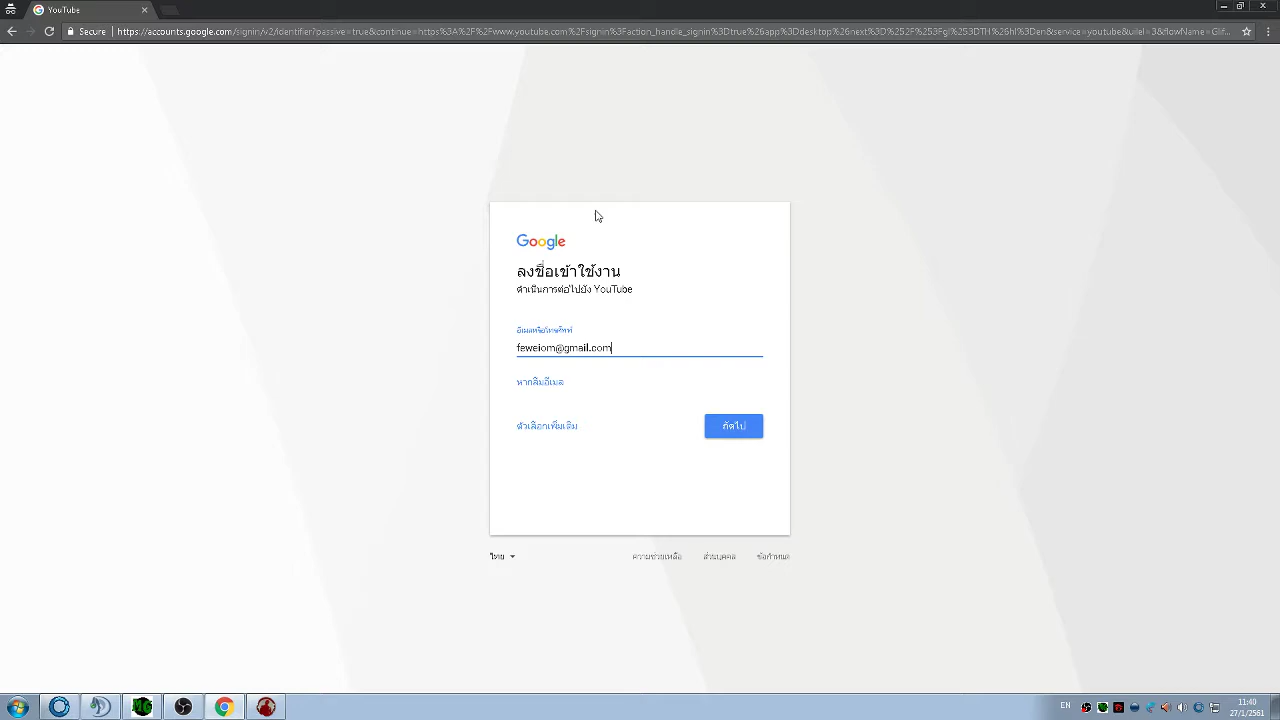 YouTube
Secure
https://accounts.google.com/signin/v2/identifier?passive=true&continue=https%3A%2F%2Fwww.youtube.com%2Fsignin%3Faction_handle_signin%3Dtrue%26app%3Ddesktop%26next%3D%252F%253Fgl%253DTH%26hl%3Den&service=youtube&uilel=3&flowName=Glif...
Google
ลงชื่อเข้าใช้งาน
ดำเนินการต่อไปยัง YouTube
อีเมลหรือโทรศัพท์
feweiom@gmail.com
หากลืมอีเมล
ตัวเลือกเพิ่มเติม
ถัดไป
ไทย
ความช่วยเหลือ
ส่วนบุคคล
ข้อกำหนด
MG
EN
11:40
27/1/2561